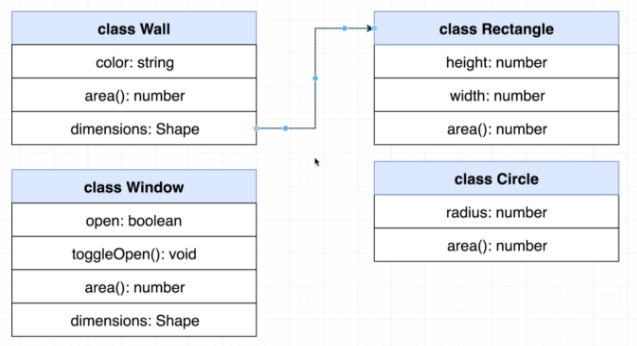 class Wall
color: string
area(): number
dimensions: Shape
class Rectangle
height: number
width: number
area(): number
class Window
open: boolean
toggleOpen(): void
area(): number
dimensions: Shape
class Circle
radius: number
area(): number